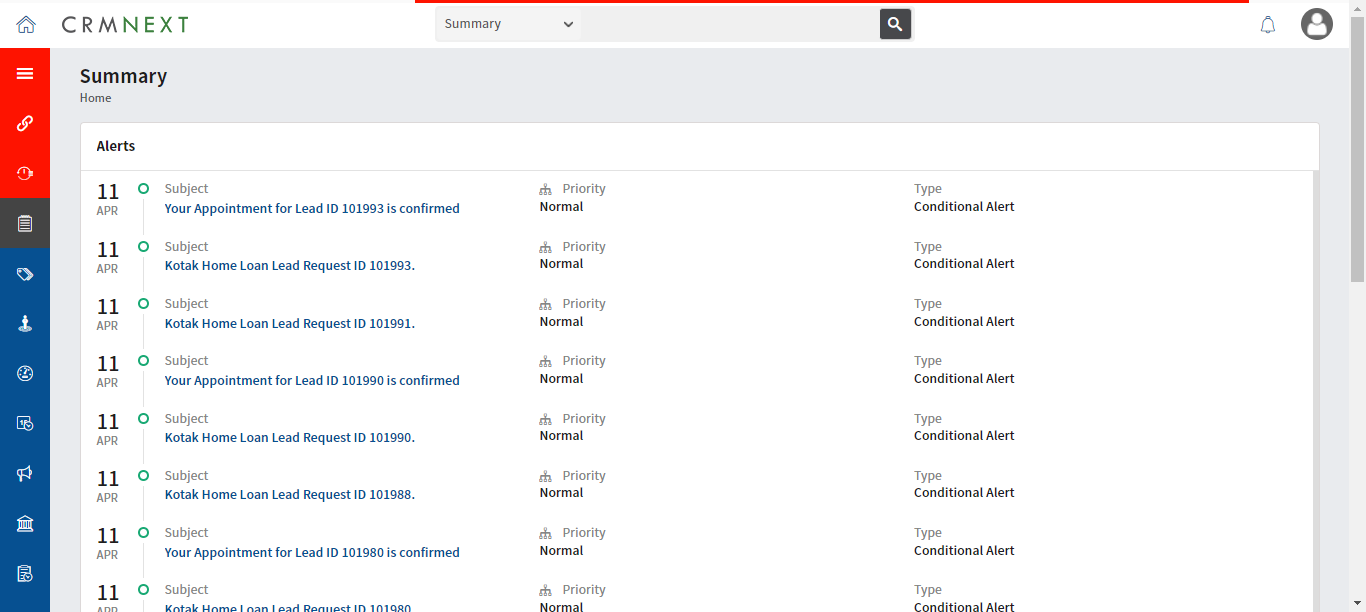 CRMNEXT
Summary
Summary
Home
Alerts
11
APR
Subject
Your Appointment for Lead ID 101993 is confirmed
Priority
Normal
Type
Conditional Alert
11
APR
Subject
Kotak Home Loan Lead Request ID 101993.
Priority
Normal
Type
Conditional Alert
11
APR
Subject
Kotak Home Loan Lead Request ID 101991.
Priority
Normal
Type
Conditional Alert
11
APR
Subject
Your Appointment for Lead ID 101990 is confirmed
Priority
Normal
Type
Conditional Alert
11
APR
Subject
Kotak Home Loan Lead Request ID 101990.
Priority
Normal
Type
Conditional Alert
11
APR
Subject
Kotak Home Loan Lead Request ID 101988.
Priority
Normal
Type
Conditional Alert
11
APR
Subject
Your Appointment for Lead ID 101980 is confirmed
Priority
Normal
Type
Conditional Alert
11
APR
Subject
Kotak Home Loan Lead Request ID 101980
Priority
Normal
Type
Conditional Alert